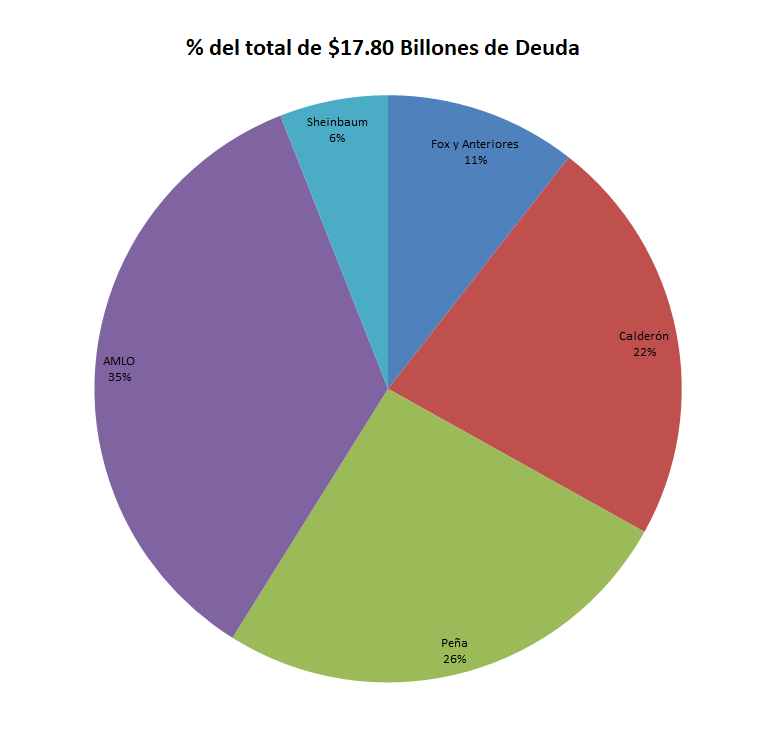 % del total de $17.80 Billones de Deuda
Sheinbaum
6%
Fox y Anteriores
11%
Calderón
22%
AMLO
35%
Peña
26%